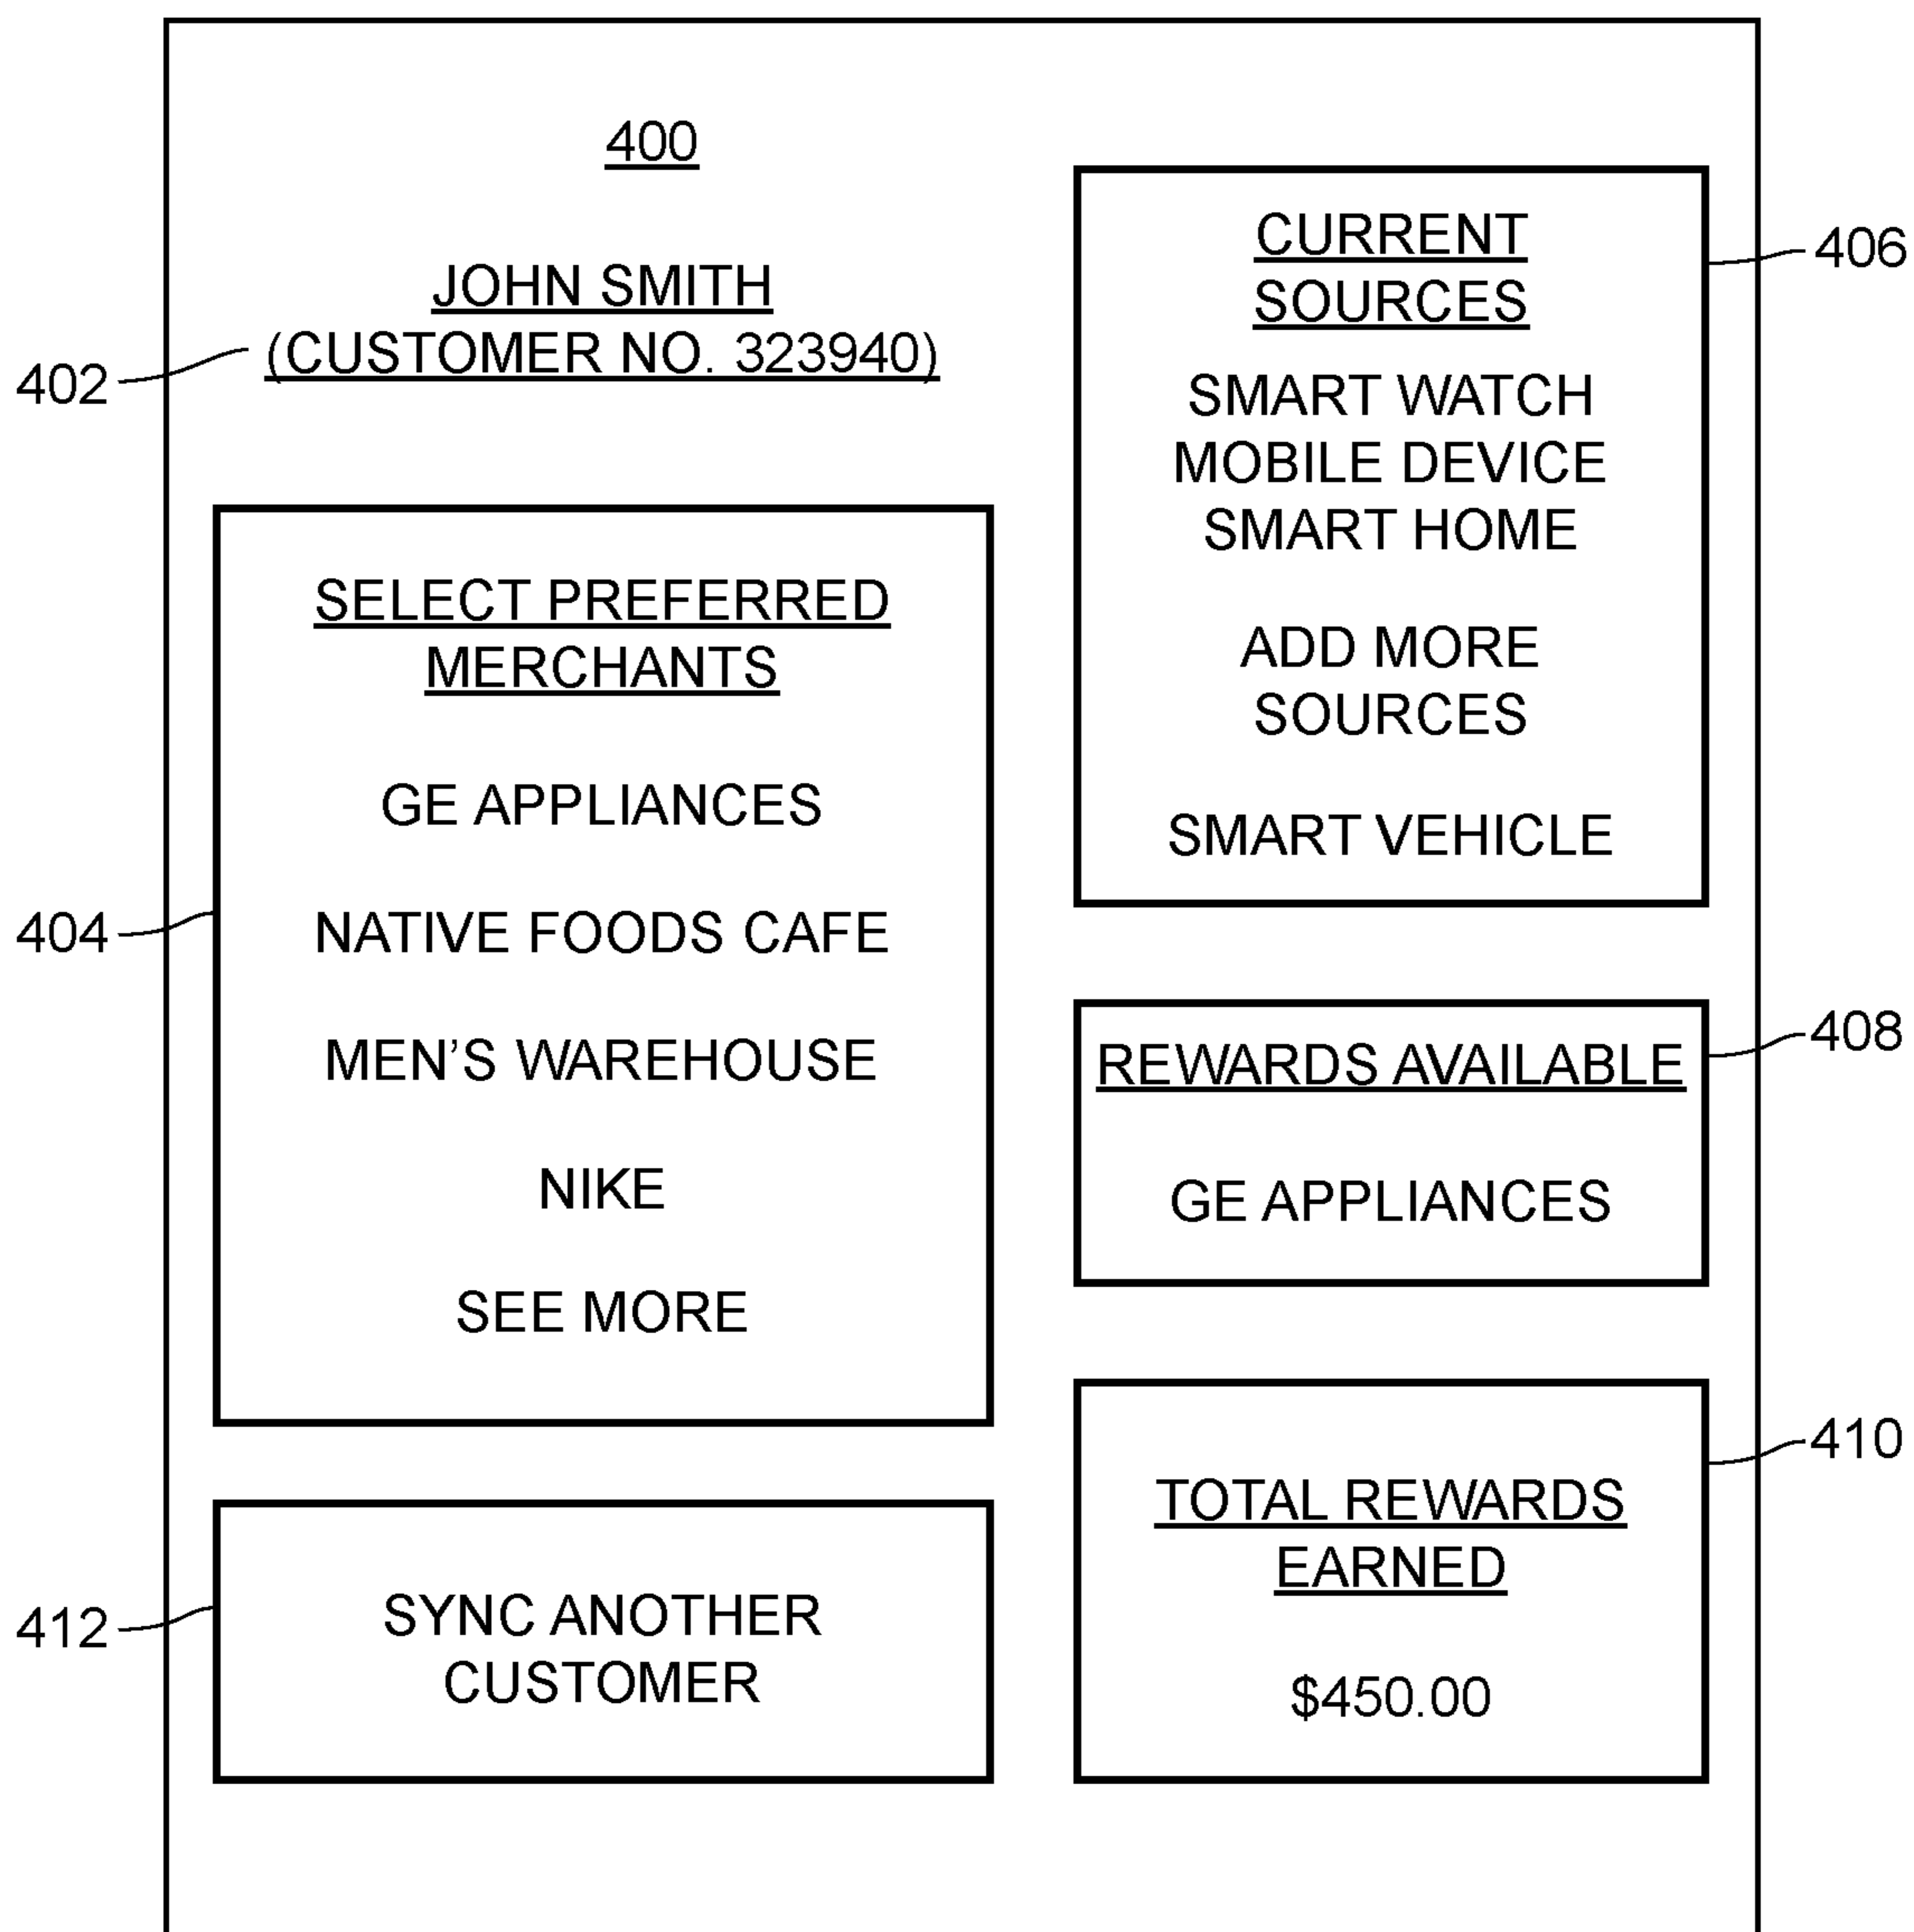 400
JOHN SMITH
(CUSTOMER NO. 323940)
402
SELECT PREFERRED
MERCHANTS
GE APPLIANCES
NATIVE FOODS CAFE
MEN’S WAREHOUSE
NIKE
SEE MORE
404
SYNC ANOTHER
CUSTOMER
412
CURRENT
SOURCES
SMART WATCH
MOBILE DEVICE
SMART HOME
ADD MORE
SOURCES
SMART VEHICLE
406
REWARDS AVAILABLE
GE APPLIANCES
408
TOTAL REWARDS
EARNED
$450.00
410